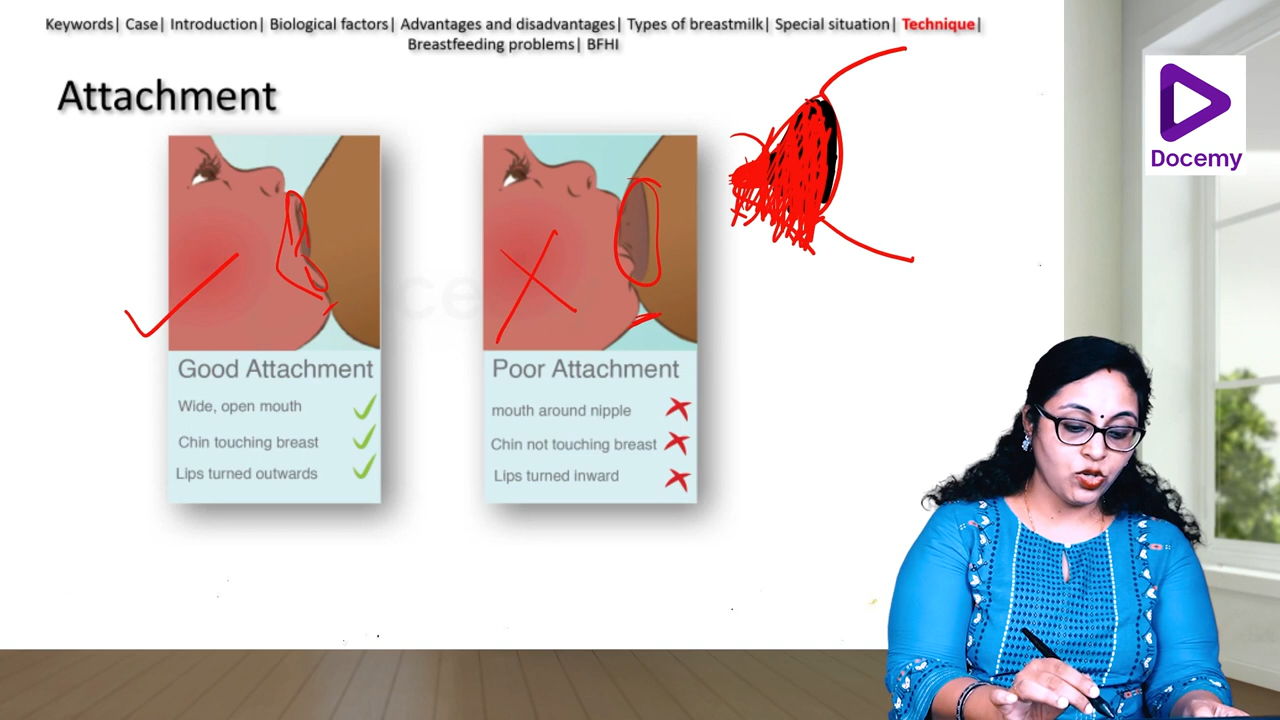 Keywords| Case| Introduction| Biological factors| Advantages and disadvantages| Types of breastmilk| Special situation| Technique|
Breastfeeding problems| BFHI
Attachment
Docemy
Good Attachment
Wide, open mouth
Chin touching breast
Lips turned outwards
Poor Attachment
mouth around nipple
Chin not touching breast
Lips turned inward